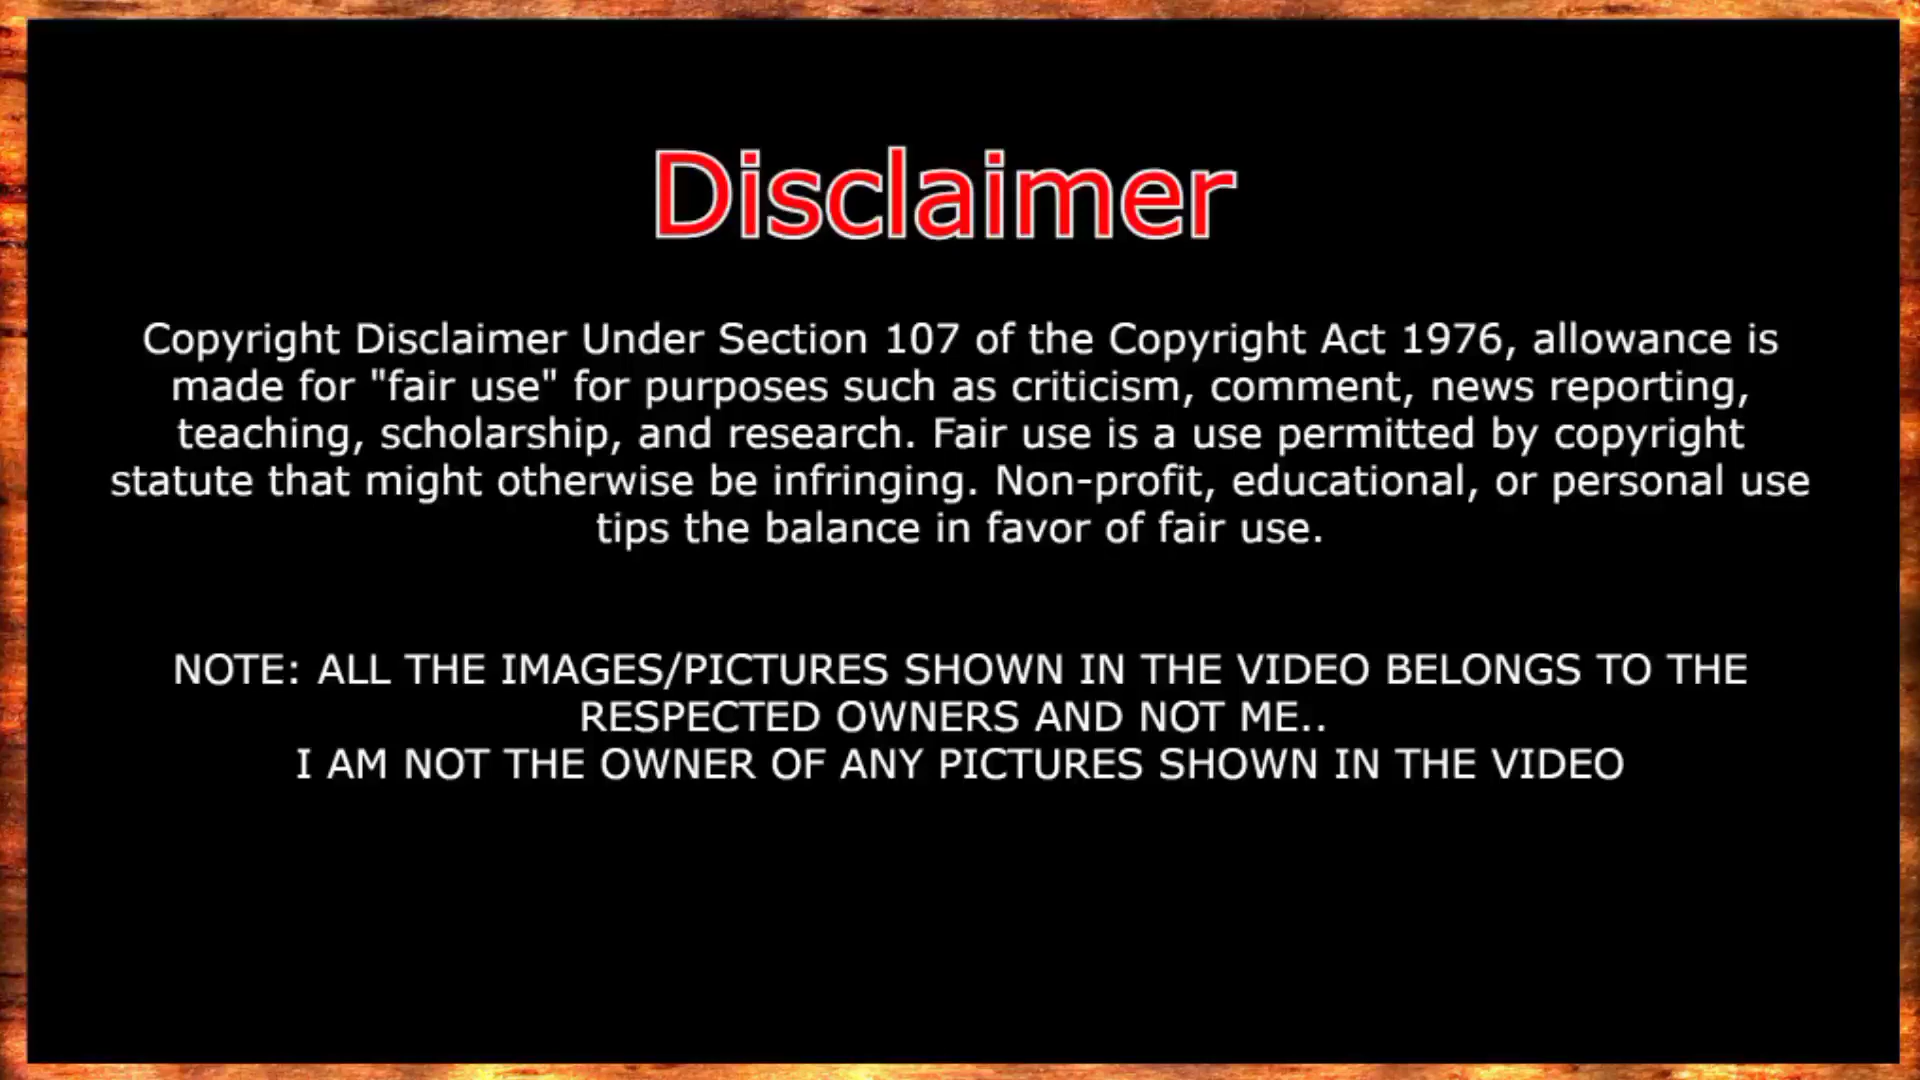 Disclaimer
Copyright Disclaimer Under Section 107 of the Copyright Act 1976, allowance is
made for "fair use" for purposes such as criticism, comment, news reporting,
teaching, scholarship, and research. Fair use is a use permitted by copyright
statute that might otherwise be infringing. Non-profit, educational, or personal use
tips the balance in favor of fair use.
NOTE: ALL THE IMAGES/PICTURES SHOWN IN THE VIDEO BELONGS TO THE
RESPECTED OWNERS AND NOT ME..
I AM NOT THE OWNER OF ANY PICTURES SHOWN IN THE VIDEO